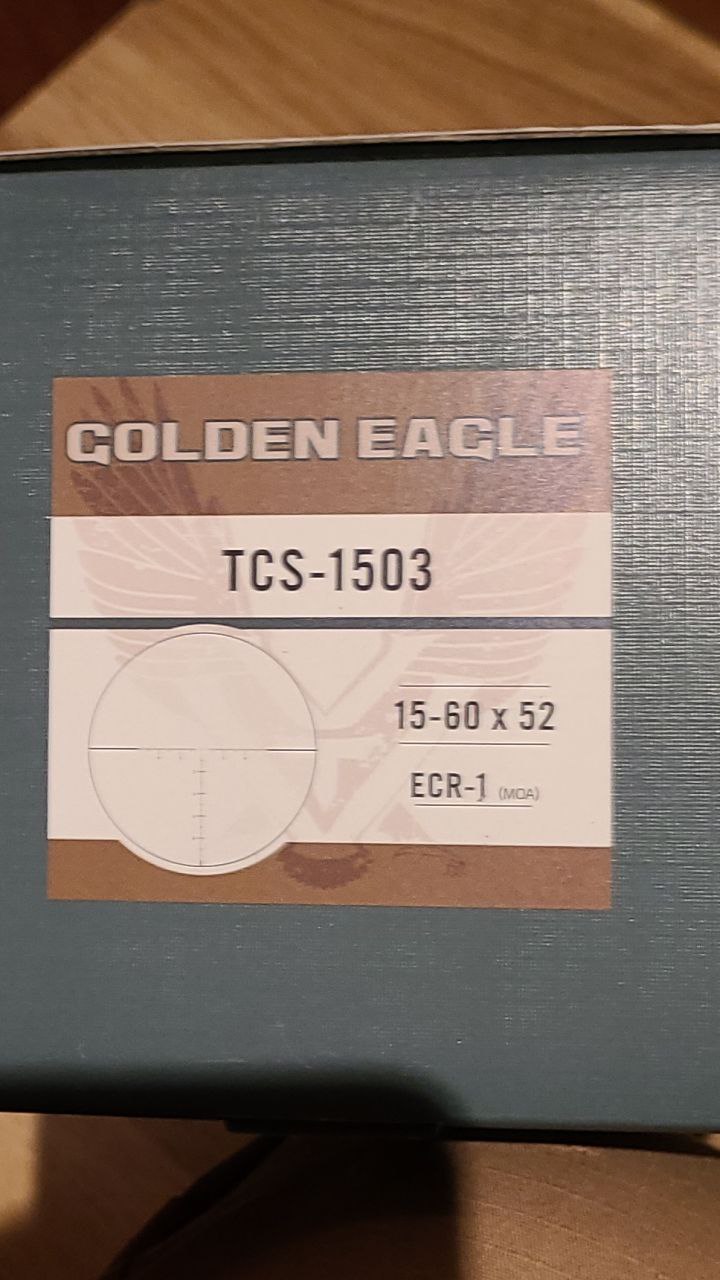 GOLDEN EAGLE
TCS-1503
15-60 x 52
ECR-1 (MOA)